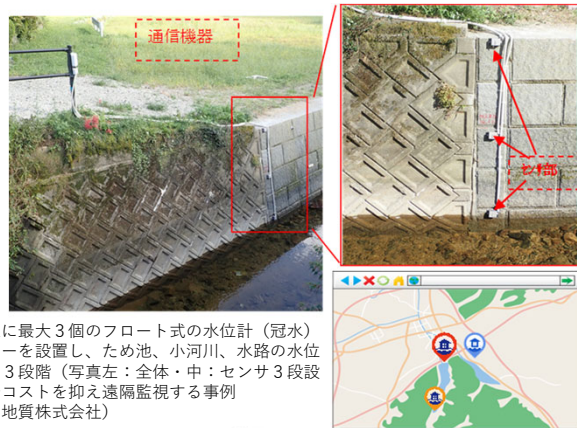 通信機器
センサ部
に最大３個のフロート式の水位計（冠水）
ーを設置し、ため池、小河川、水路の水位
３段階（写真左：全体・中：センサ３段設
コストを抑え遠隔監視する事例
地質株式会社）